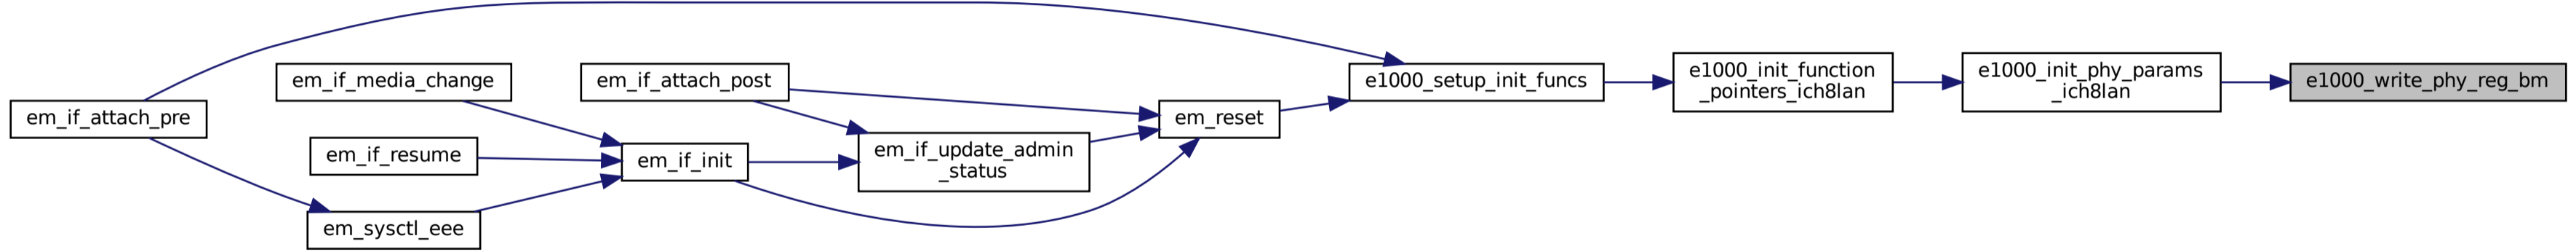 em_if_attach_pre
em_if_media_change
em_if_resume
em_sysctl_eee
em_if_attach_post
em_if_init
em_if_update_admin
_status
em_reset
e1000_setup_init_funcs
e1000_init_function
_pointers_ich8lan
e1000_init_phy_params
_ich8lan
e1000_write_phy_reg_bm